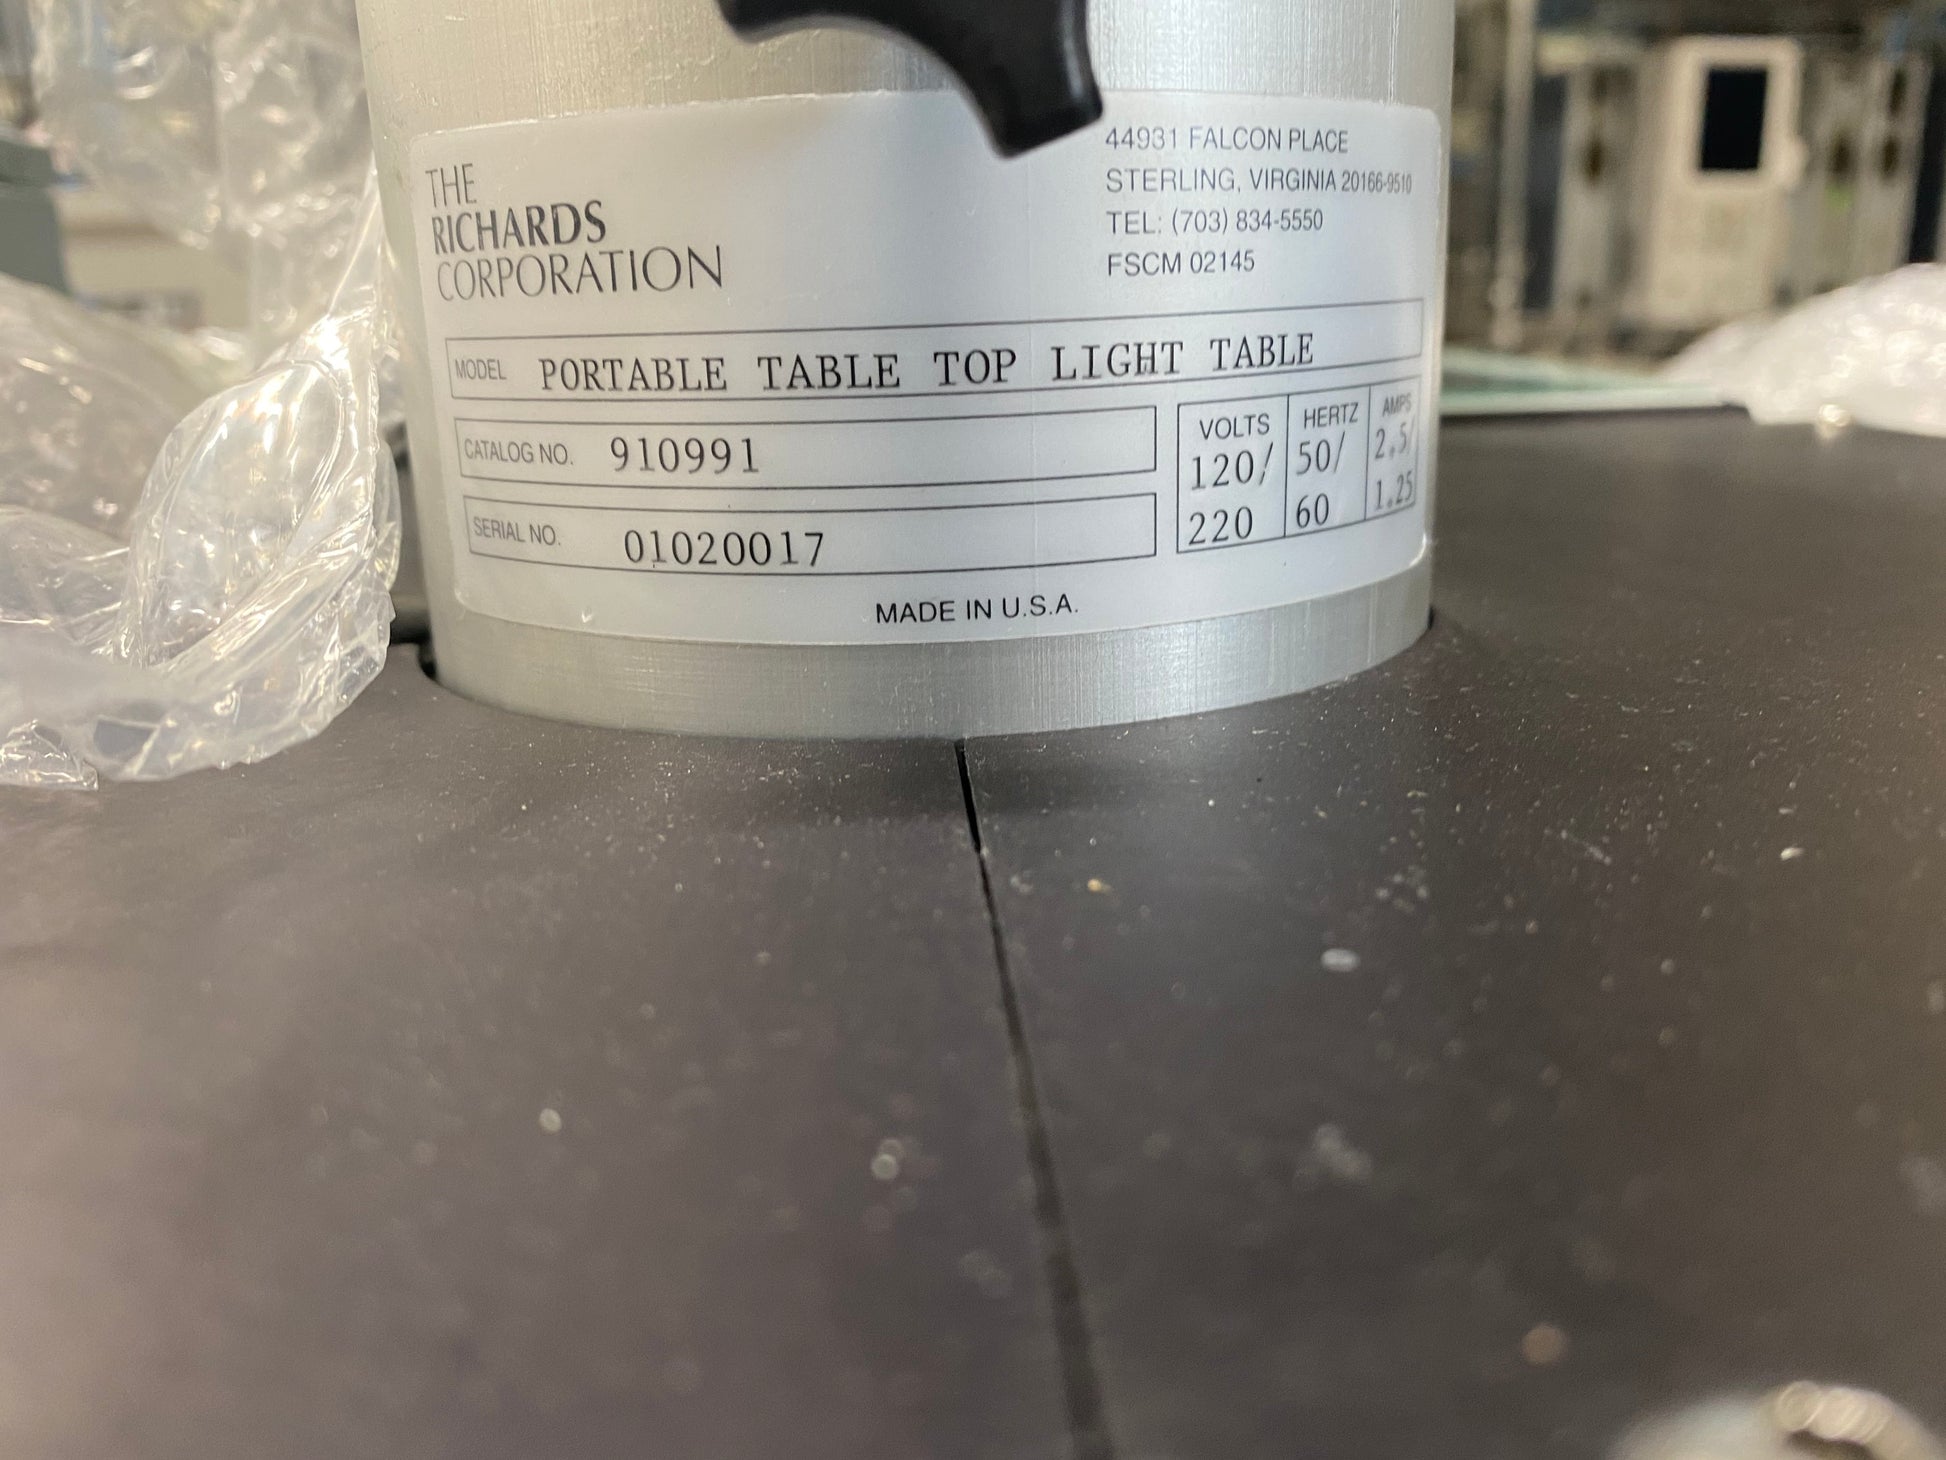 THE
RICHARDS
CORPORATION
44931 FALCON PLACE
STERLING, VIRGINIA 20166-9510
TEL: (703) 834-5550
FSCM 02145
MODEL PORTABLE TABLE TOP LIGHT TABLE
CATALOG NO. 910991
SERIAL NO. 01020017
VOLTS HERTZ AMPS
120/ 50/ 2.5/
220 60 1.25
MADE IN U.S.A.